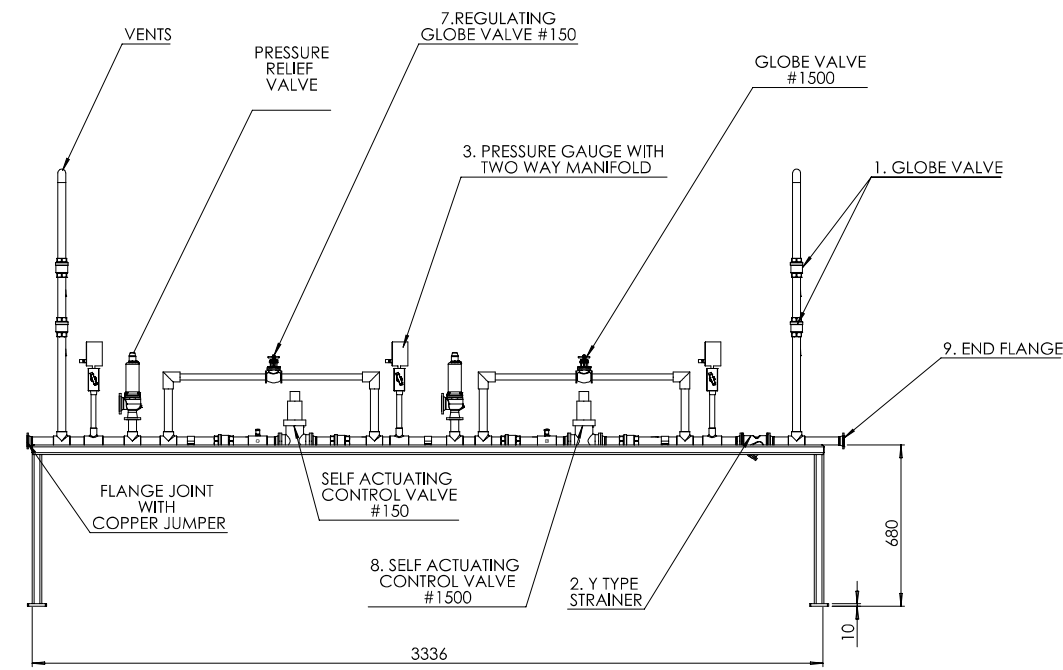 VENTS
PRESSURE
RELIEF
VALVE
7.REGULATING
GLOBE VALVE #150
GLOBE VALVE
#1500
3. PRESSURE GAUGE WITH
TWO WAY MANIFOLD
1. GLOBE VALVE
9. END FLANGE
FLANGE JOINT
WITH
COPPER JUMPER
SELF ACTUATING
CONTROL VALVE
#150
8. SELF ACTUATING
CONTROL VALVE
#1500
2. Y TYPE
STRAINER
680
10
3336